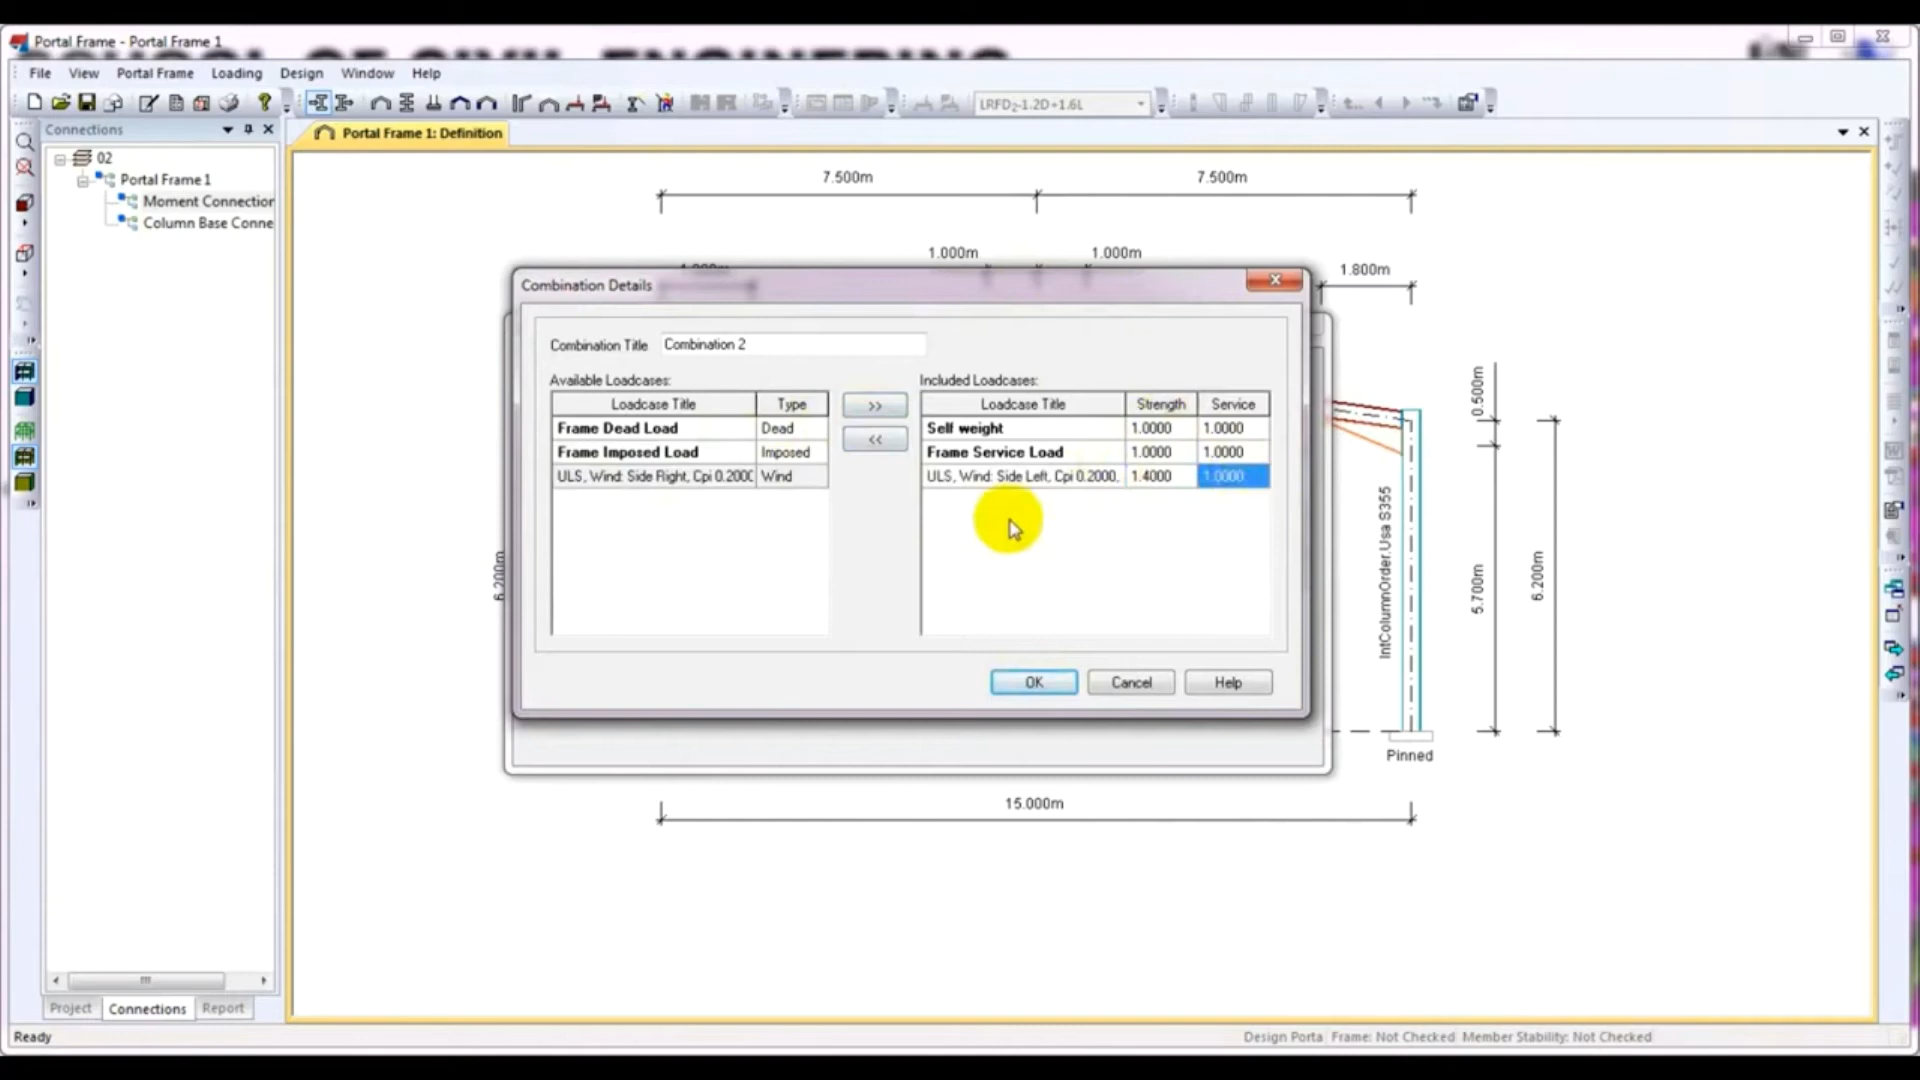 Portal Frame - Portal Frame 1
File View Portal Frame Loading Design Window Help
LRFD2-1.2D+1.6L
Connections
Portal Frame 1: Definition
02
Portal Frame 1
Moment Connection
Column Base Conne
7.500m 7.500m
1.000m 1.000m
1.800m
Combination Details
Combination Title Combination 2
Available Loadcases: Included Loadcases:
Loadcase Title Type >> Loadcase Title Strength Service
Frame Dead Load Dead Self weight 1.0000 1.0000
<<
Frame Imposed Load Imposed Frame Service Load 1.0000 1.0000
ULS, Wind: Side Right, Cpi 0.200( Wind ULS, Wind: Side Left, Cpi 0.2000, 1.4000 1.0000
OK Cancel Help
0.500m
6.200m
IntColumnOrder.Usa S355
5.700m
6.200m
Pinned
15.000m
Project Connections Report
Ready
Design Porta Frame: Not Checked Member Stability: Not Checked